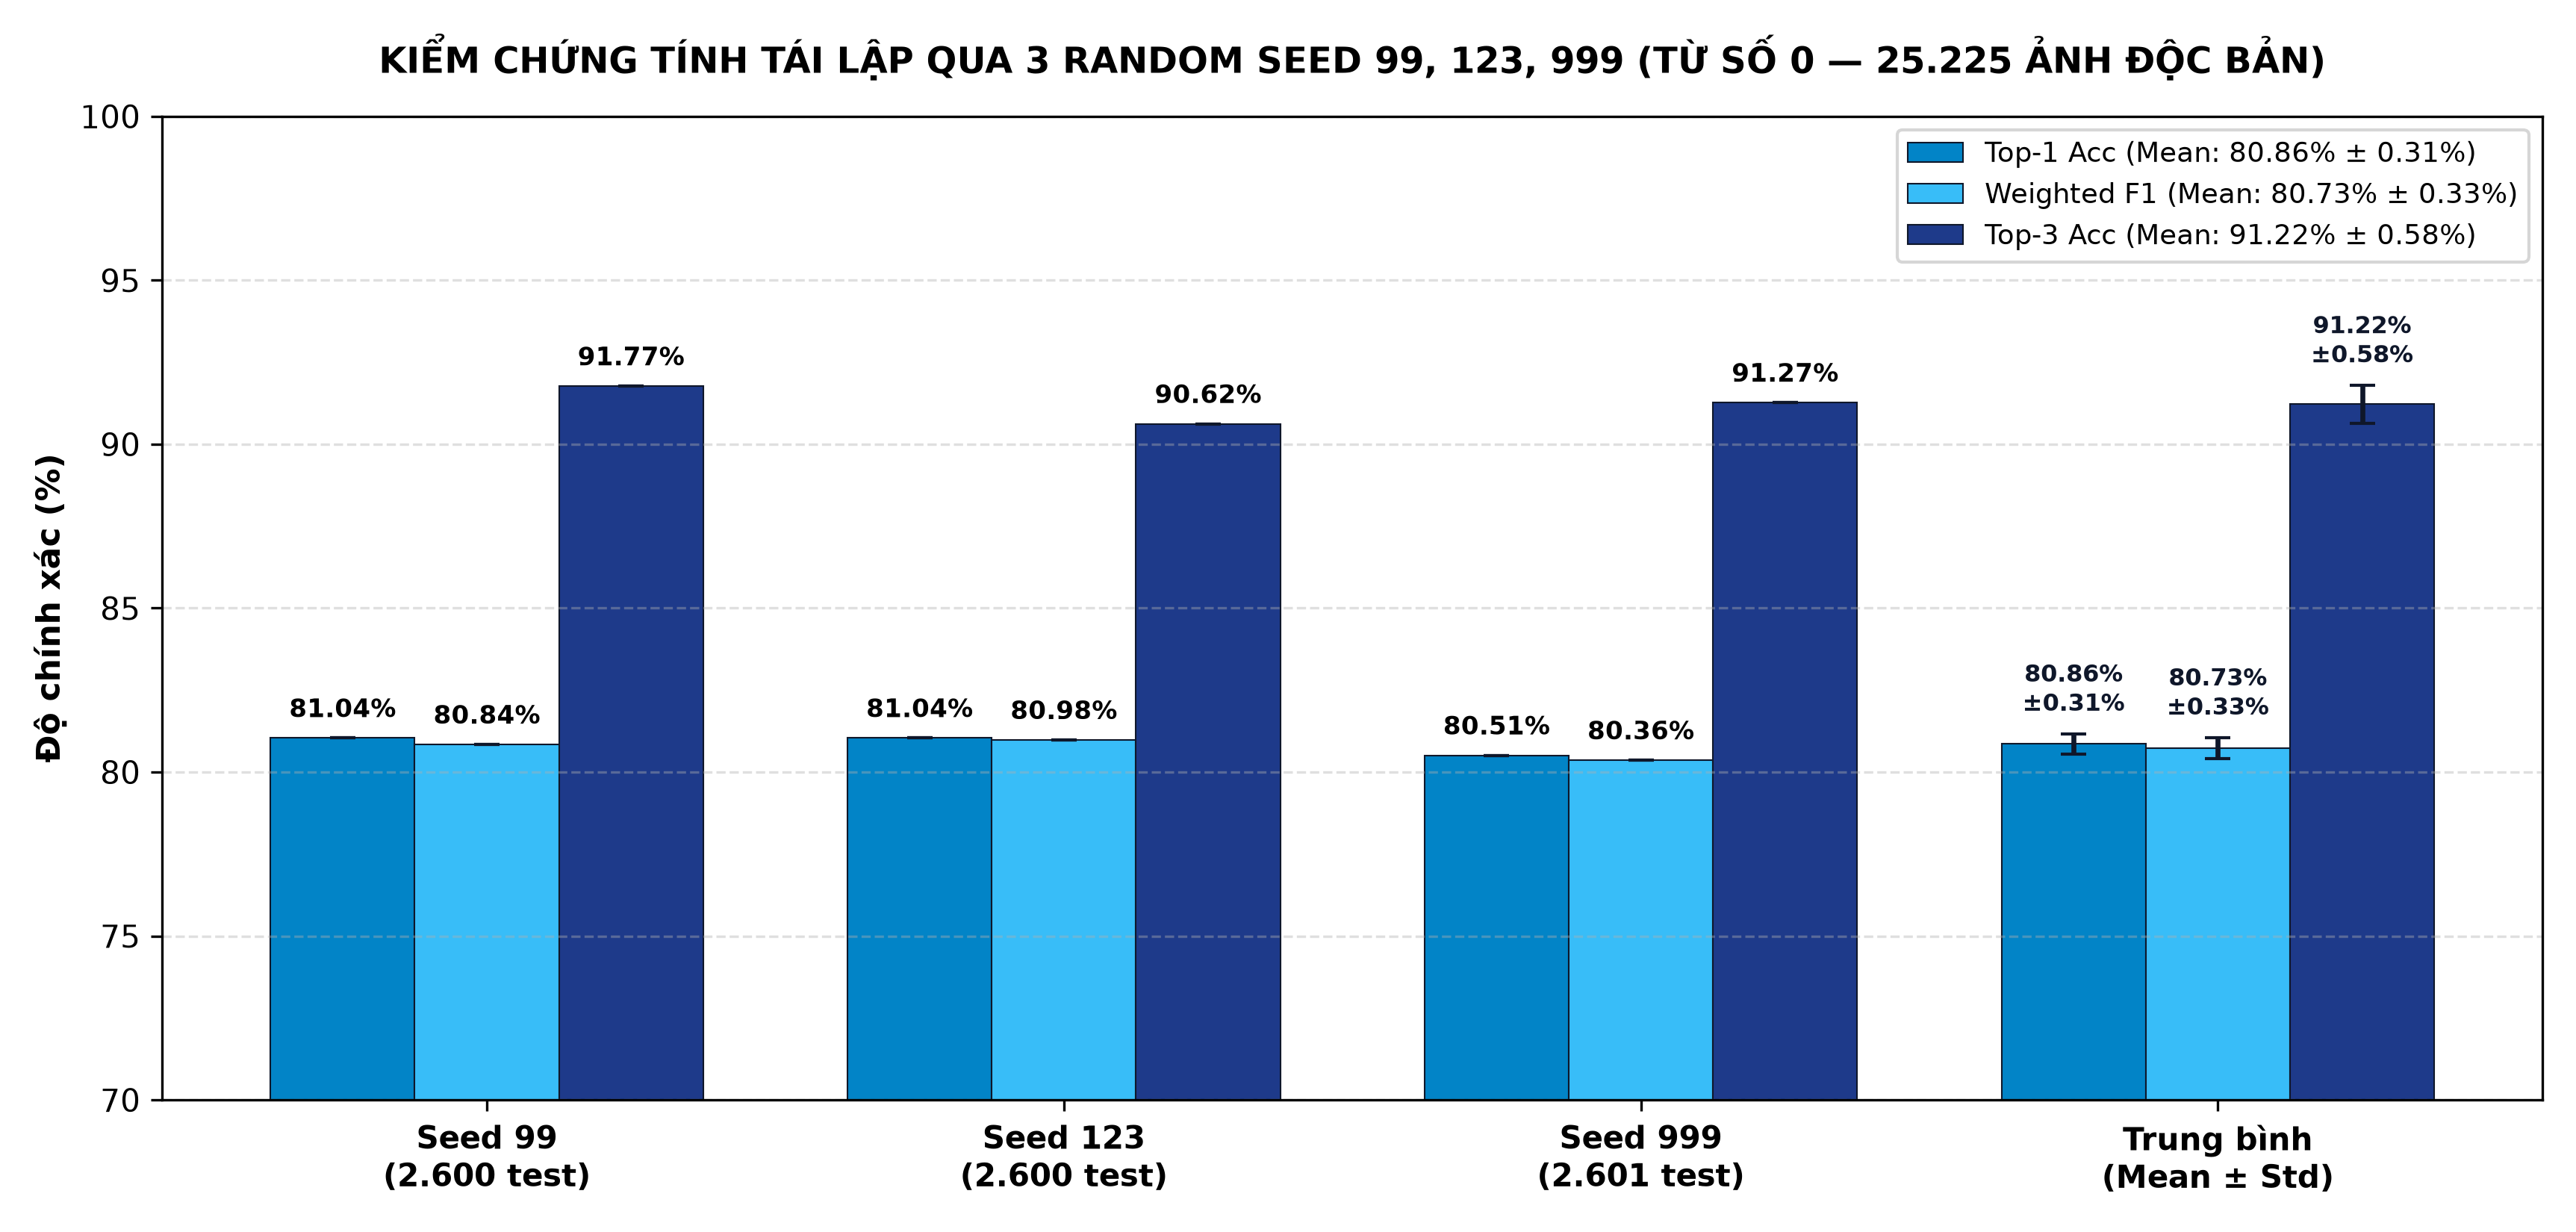 KIỂM CHỨNG TÍNH TÁI LẬP QUA 3 RANDOM SEED 99, 123, 999 (TỪ SỐ 0 — 25.225 ẢNH ĐỘC BẢN)
Độ chính xác (%)
100
95
90
85
80
75
70
Top-1 Acc (Mean: 80.86% ± 0.31%)
Weighted F1 (Mean: 80.73% ± 0.33%)
Top-3 Acc (Mean: 91.22% ± 0.58%)
81.04%
80.84%
91.77%
81.04%
80.98%
90.62%
80.51%
80.36%
91.27%
80.86%
±0.31%
80.73%
±0.33%
91.22%
±0.58%
Seed 99
(2.600 test)
Seed 123
(2.600 test)
Seed 999
(2.601 test)
Trung bình
(Mean ± Std)